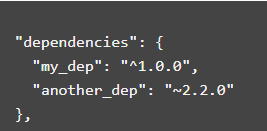 "dependencies": {
"my_dep": "^1.0.0",
"another_dep": "~2.2.0"
},